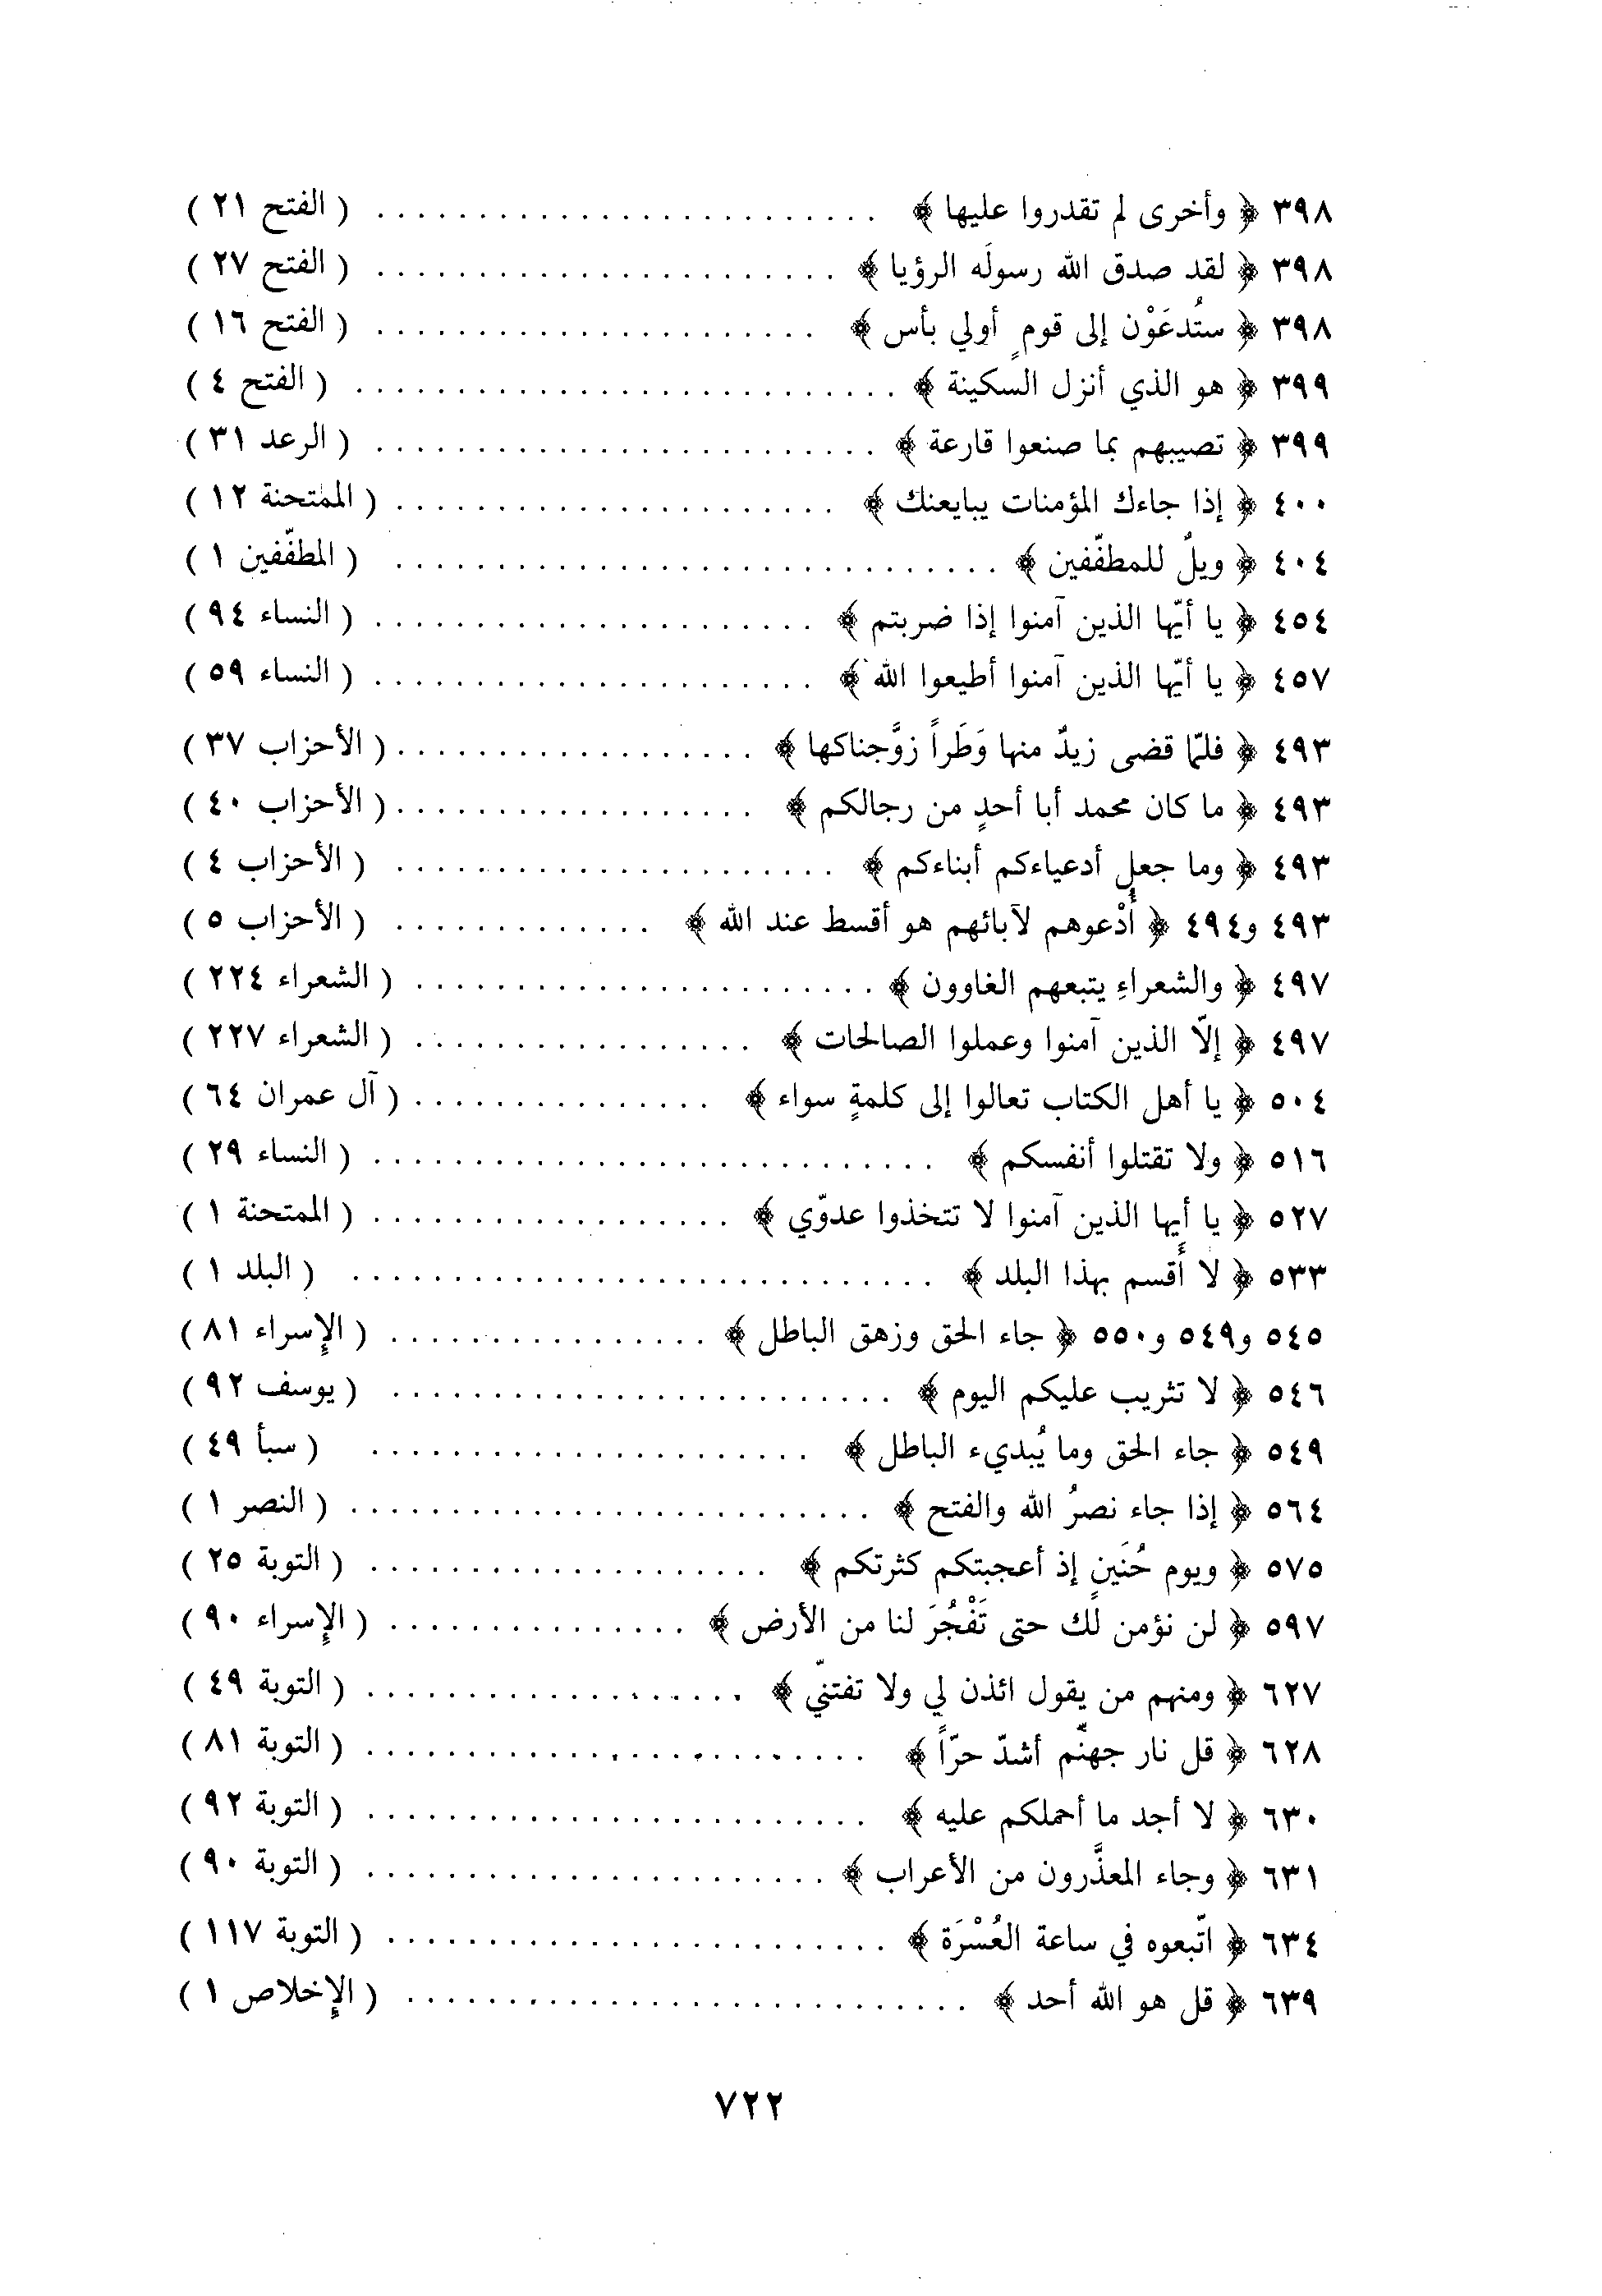 ٣٩٨ ﴿ وأخرى لم تقدروا عليها ﴾ . . . . . . . . . . . . . . . . . . . . . . . . . ( الفتح ٢١ )
٣٩٨ ﴿ لقد صدق الله رسولَه الرؤيا ﴾ . . . . . . . . . . . . . . . . . . . . . . . ( الفتح ٢٧ )
٣٩٨ ﴿ ستُدعَوْن إلى قومٍ أولي بأس ﴾ . . . . . . . . . . . . . . . . . . . . . . ( الفتح ١٦ )
٣٩٩ ﴿ هو الذي أنزل السكينة ﴾ . . . . . . . . . . . . . . . . . . . . . . . . . . . ( الفتح ٤ )
٣٩٩ ﴿ تصيبهم بما صنعوا قارعة ﴾ . . . . . . . . . . . . . . . . . . . . . . . . . ( الرعد ٣١ )
٤٠٠ ﴿ إذا جاءك المؤمنات يبايعنك ﴾ . . . . . . . . . . . . . . . . . . . . . . ( الممتحنة ١٢ )
٤٠٤ ﴿ ويلٌ للمطفّفين ﴾ . . . . . . . . . . . . . . . . . . . . . . . . . . . . . . ( المطفّفين ١ )
٤٥٤ ﴿ يا أيّها الذين آمنوا إذا ضربتم ﴾ . . . . . . . . . . . . . . . . . . . . . . ( النساء ٩٤ )
٤٥٧ ﴿ يا أيّها الذين آمنوا أطيعوا الله ﴾ . . . . . . . . . . . . . . . . . . . . . . ( النساء ٥٩ )
٤٩٣ ﴿ فلمّا قضى زيدٌ منها وَطَراً زوَّجناكها ﴾ . . . . . . . . . . . . . . . . . . ( الأحزاب ٣٧ )
٤٩٣ ﴿ ما كان محمد أبا أحدٍ من رجالكم ﴾ . . . . . . . . . . . . . . . . . . ( الأحزاب ٤٠ )
٤٩٣ ﴿ وما جعل أدعياءكم أبناءكم ﴾ . . . . . . . . . . . . . . . . . . . . . . ( الأحزاب ٤ )
٤٩٣ و٤٩٤ ﴿ أُدْعوهم لآبائهم هو أقسط عند الله ﴾ . . . . . . . . . . . . . ( الأحزاب ٥ )
٤٩٧ ﴿ والشعراءِ يتبعهم الغاوون ﴾ . . . . . . . . . . . . . . . . . . . . . . . ( الشعراء ٢٢٤ )
٤٩٧ ﴿ إلّا الذين آمنوا وعملوا الصالحات ﴾ . . . . . . . . . . . . . . . . . ( الشعراء ٢٢٧ )
٥٠٤ ﴿ يا أهل الكتاب تعالوا إلى كلمةٍ سواء ﴾ . . . . . . . . . . . . . . . ( آل عمران ٦٤ )
٥١٦ ﴿ ولا تقتلوا أنفسكم ﴾ . . . . . . . . . . . . . . . . . . . . . . . . . . . . ( النساء ٢٩ )
٥٢٧ ﴿ يا أيها الذين آمنوا لا تتخذوا عدوّي ﴾ . . . . . . . . . . . . . . . . . . ( الممتحنة ١ )
٥٣٣ ﴿ لا أُقسم بهذا البلد ﴾ . . . . . . . . . . . . . . . . . . . . . . . . . . . . . ( البلد ١ )
٥٤٥ و٥٤٩ و٥٥٠ ﴿ جاء الحق وزهق الباطل ﴾ . . . . . . . . . . . . . . . . ( الإسراء ٨١ )
٥٤٦ ﴿ لا تثريب عليكم اليوم ﴾ . . . . . . . . . . . . . . . . . . . . . . . . . ( يوسف ٩٢ )
٥٤٩ ﴿ جاء الحق وما يُبديء الباطل ﴾ . . . . . . . . . . . . . . . . . . . . . . ( سبأ ٤٩ )
٥٦٤ ﴿ إذا جاء نصرُ الله والفتح ﴾ . . . . . . . . . . . . . . . . . . . . . . . . . . ( النصر ١ )
٥٧٥ ﴿ ويوم حُنَينٍ إذ أعجبتكم كثرتكم ﴾ . . . . . . . . . . . . . . . . . . . . ( التوبة ٢٥ )
٥٩٧ ﴿ لن نؤمن لك حتى تَفْجُرَ لنا من الأرض ﴾ . . . . . . . . . . . . . . . ( الإسراء ٩٠ )
٦٢٧ ﴿ ومنهم من يقول ائذن لي ولا تفتنّي ﴾ . . . . . . . . . . . . . . . . . . . ( التوبة ٤٩ )
٦٢٨ ﴿ قل نار جهنّم أشدّ حرّاً ﴾ . . . . . . . . . . . . . . . . . . . . . . . . . ( التوبة ٨١ )
٦٣٠ ﴿ لا أجد ما أحملكم عليه ﴾ . . . . . . . . . . . . . . . . . . . . . . . . . ( التوبة ٩٢ )
٦٣١ ﴿ وجاء المعذَّرون من الأعراب ﴾ . . . . . . . . . . . . . . . . . . . . . . . ( التوبة ٩٠ )
٦٣٤ ﴿ اتّبعوه في ساعة العُسْرَة ﴾ . . . . . . . . . . . . . . . . . . . . . . . . . ( التوبة ١١٧ )
٦٣٩ ﴿ قل هو الله أحد ﴾ . . . . . . . . . . . . . . . . . . . . . . . . . . . . ( الإخلاص ١ )
٧٢٢